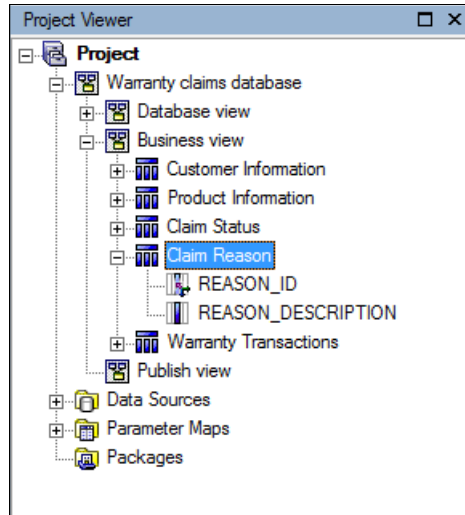 Project Viewer
Project
Warranty claims database
Database view
Business view
Customer Information
Product Information
Claim Status
Claim Reason
REASON_ID
REASON_DESCRIPTION
Warranty Transactions
Publish view
Data Sources
Parameter Maps
Packages